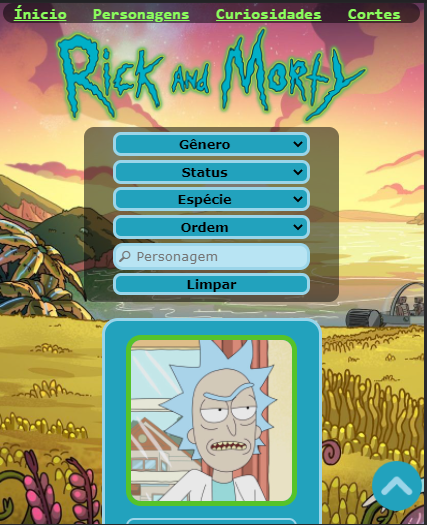 Ínicio Personagens Curiosidades Cortes
Rick AND Morty
Gênero
Status
Espécie
Ordem
Personagem
Limpar